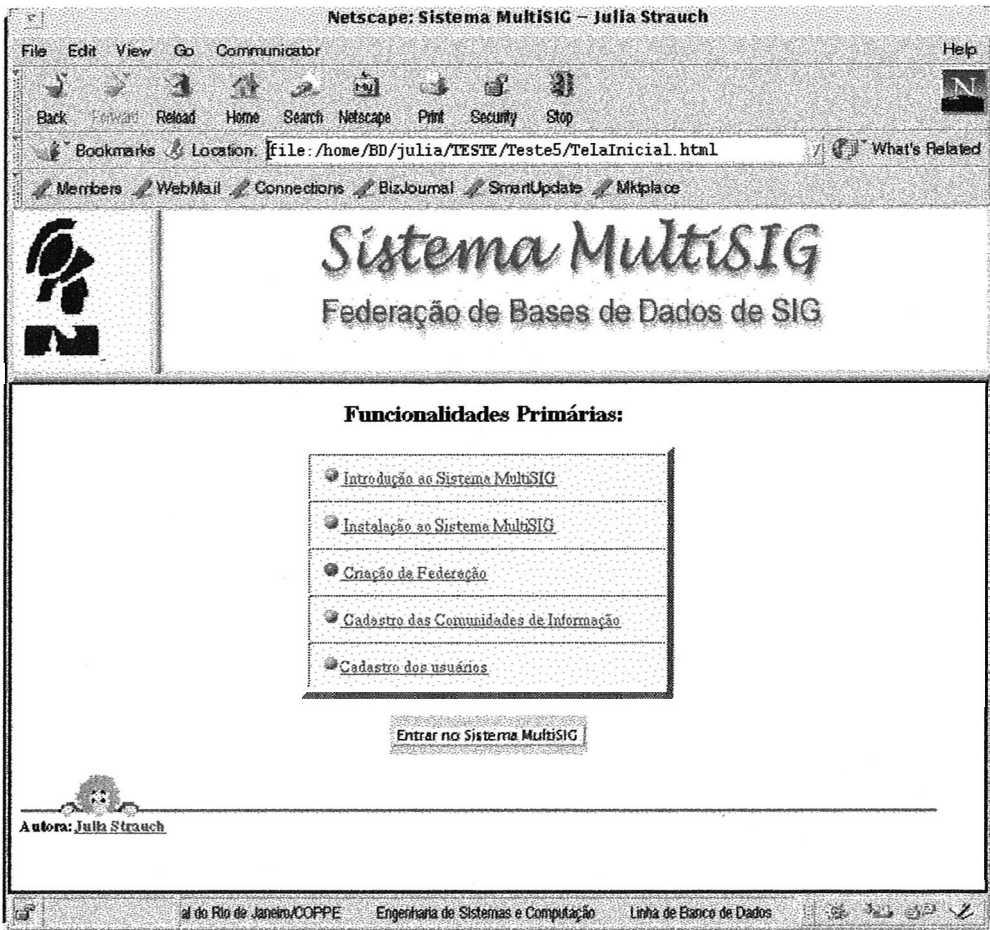 Netscape: Sistema MultiSIG – Julia Strauch
File Edit View Go Communicator Help
Back Forward Reload Home Search Netscape Print Security Stop
Bookmarks Location: file:/home/BD/julia/TESTE/Teste5/TelaInicial.html What's Related
Members WebMail Connections BizJournal SmartUpdate Mktplace
Sistema MultiSIG
Federação de Bases de Dados de SIG
Funcionalidades Primárias:
Introdução ao Sistema MultiSIG
Instalação ao Sistema MultiSIG
Criação da Federação
Cadastro das Comunidades de Informação
Cadastro dos usuários
Entrar no Sistema MultiSIG
Autora: Julia Strauch
al do Rio de Janeiro/COPPE Engenharia de Sistemas e Computação Linha de Banco de Dados